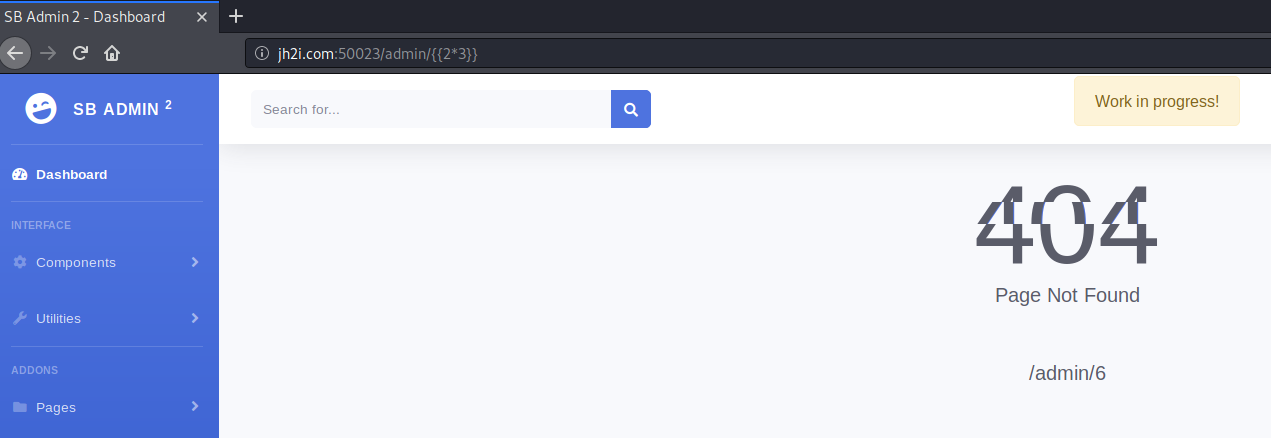 SB Admin 2 - Dashboard
jh2i.com:50023/admin/{{2*3}}
SB ADMIN 2
Search for...
Work in progress!
Dashboard
INTERFACE
Components
Utilities
ADDONS
Pages
404
Page Not Found
/admin/6